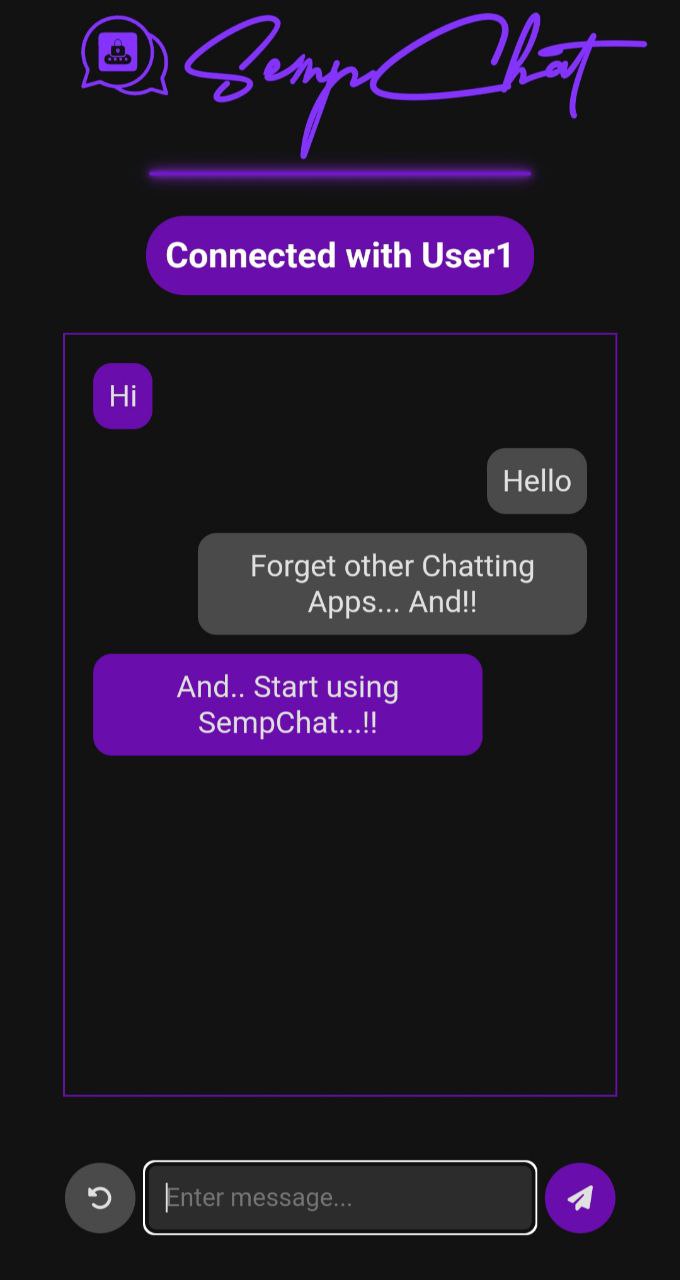 SempChat
Connected with User1
Hi
Hello
Forget other Chatting
Apps... And!!
And.. Start using
SempChat...!!
Enter message...